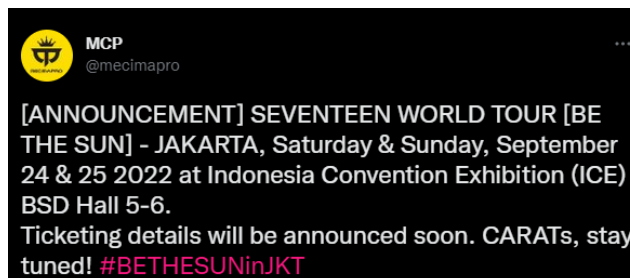 MCP
@mecimapro
MECIMAPRO
[ANNOUNCEMENT] SEVENTEEN WORLD TOUR [BE
THE SUN] - JAKARTA, Saturday & Sunday, September
24 & 25 2022 at Indonesia Convention Exhibition (ICE)
BSD Hall 5-6.
Ticketing details will be announced soon. CARATs, stay
tuned! #BETHESUNinJKT